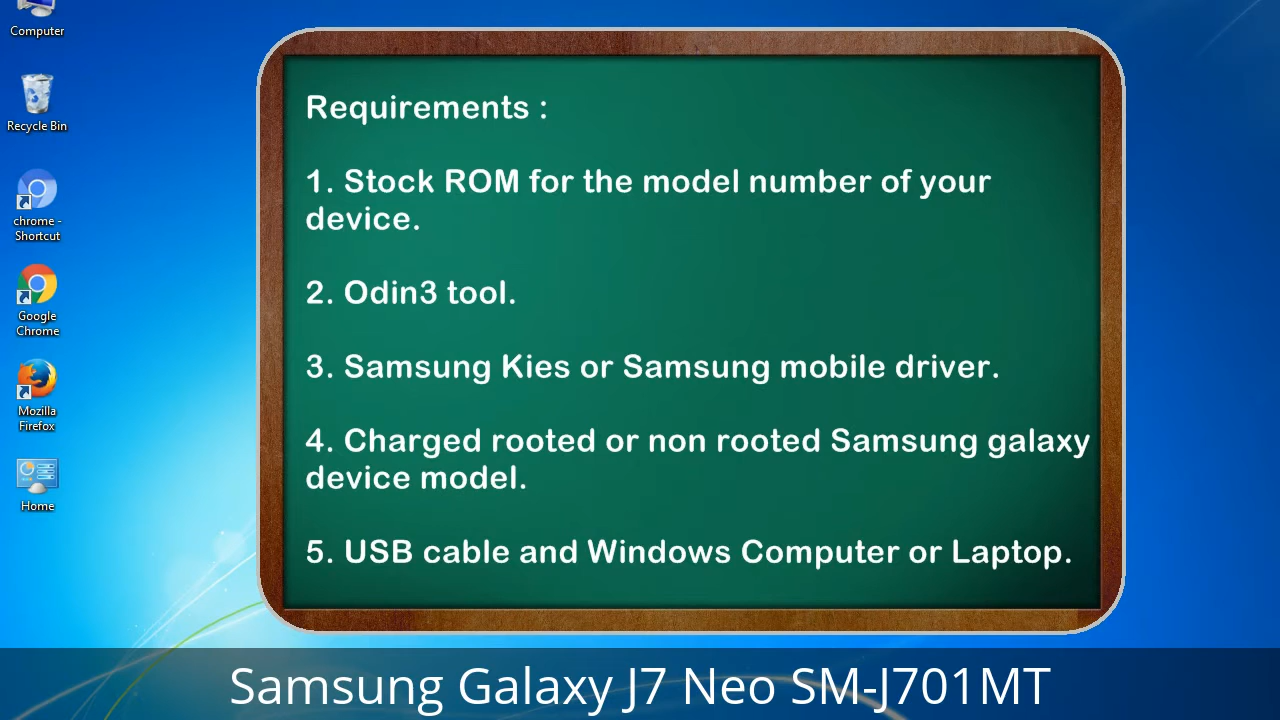 Computer
Recycle Bin
chrome -
Shortcut
Google
Chrome
Mozilla
Firefox
Home
Requirements :
1. Stock ROM for the model number of your
device.
2. Odin3 tool.
3. Samsung Kies or Samsung mobile driver.
4. Charged rooted or non rooted Samsung galaxy
device model.
5. USB cable and Windows Computer or Laptop.
Samsung Galaxy J7 Neo SM-J701MT